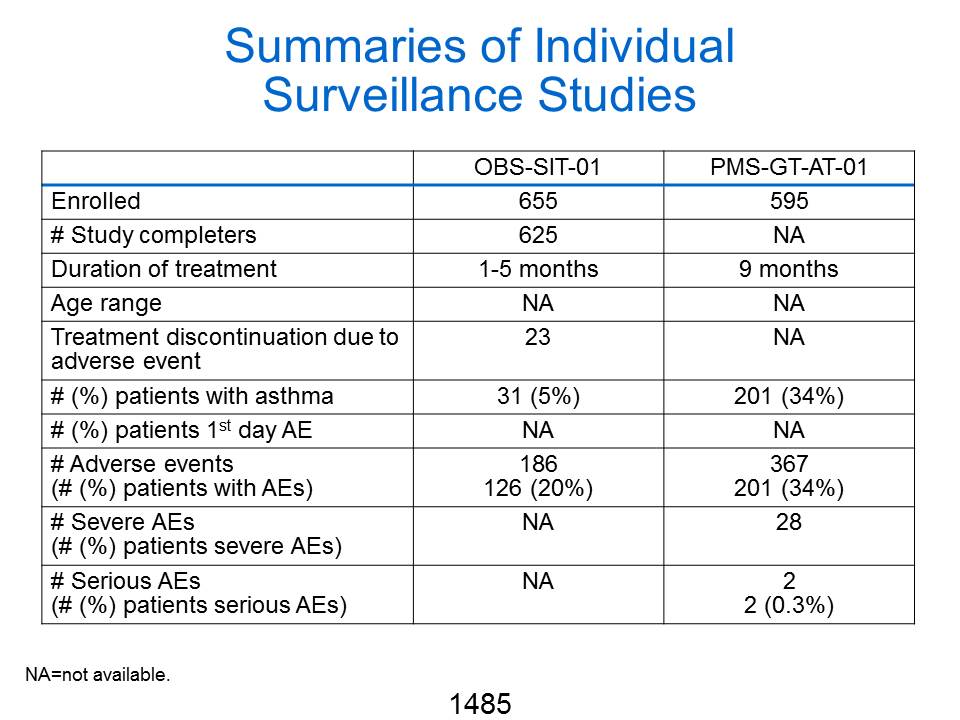 Summaries of Individual
Surveillance Studies
OBS-SIT-01 PMS-GT-AT-01
Enrolled 655 595
# Study completers 625 NA
Duration of treatment 1-5 months 9 months
Age range NA NA
Treatment discontinuation due to 23 NA
adverse event
# (%) patients with asthma 31 (5%) 201 (34%)
# (%) patients 1st day AE NA NA
# Adverse events 186 367
(# (%) patients with AEs) 126 (20%) 201 (34%)
# Severe AEs NA 28
(# (%) patients severe AEs)
# Serious AEs NA 2
(# (%) patients serious AEs) 2 (0.3%)
NA=not available.
1485